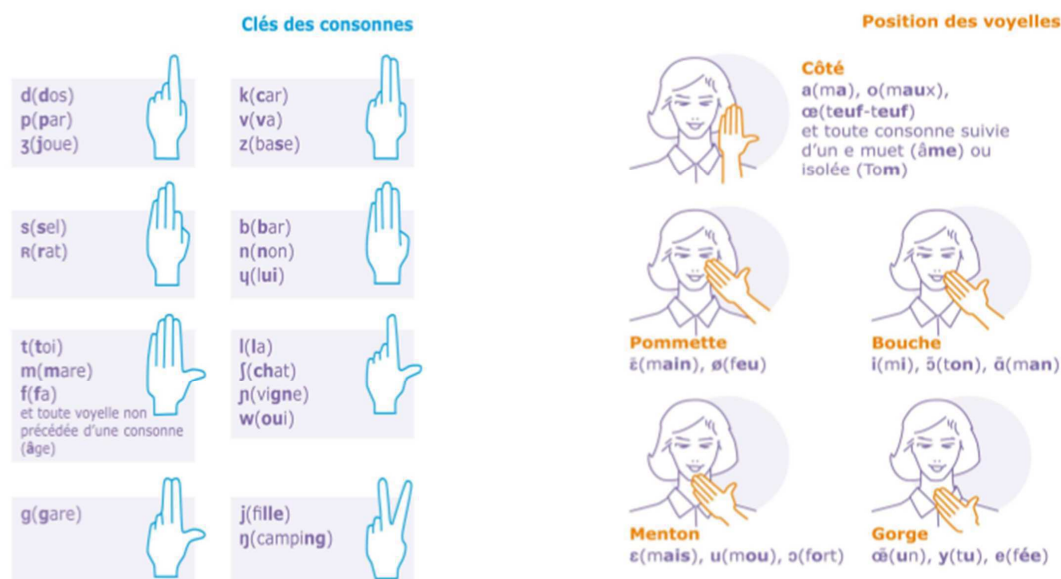 Clés des consonnes
d(dos)
p(par)
ʒ(joue)
k(car)
v(va)
z(base)
s(sel)
ʀ(rat)
b(bar)
n(non)
ɥ(lui)
t(toi)
m(mare)
f(fa)
et toute voyelle non
précédée d'une consonne
(âge)
l(la)
ʃ(chat)
ɲ(vigne)
w(oui)
g(gare)
j(fille)
ŋ(camping)
Position des voyelles
Côté
a(ma), o(maux),
œ(teuf-teuf)
et toute consonne suivie
d'un e muet (âme) ou
isolée (Tom)
Pommette
ɛ̃(main), ø(feu)
Bouche
i(mi), ɔ̃(ton), ɑ̃(man)
Menton
ɛ(mais), u(mou), ɔ(fort)
Gorge
œ̃(un), y(tu), e(fée)